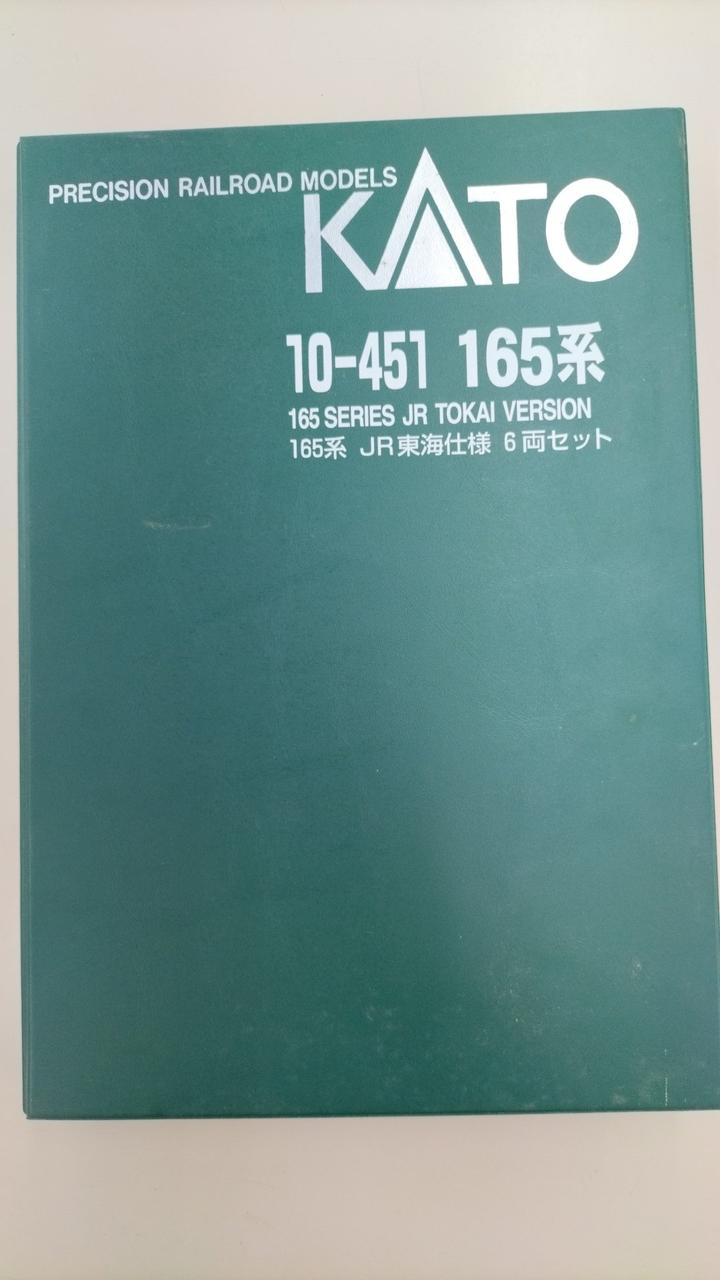 PRECISION RAILROAD MODELS
KATO
10-451 165系
165 SERIES JR TOKAI VERSION
165系 JR東海仕様 6両セット